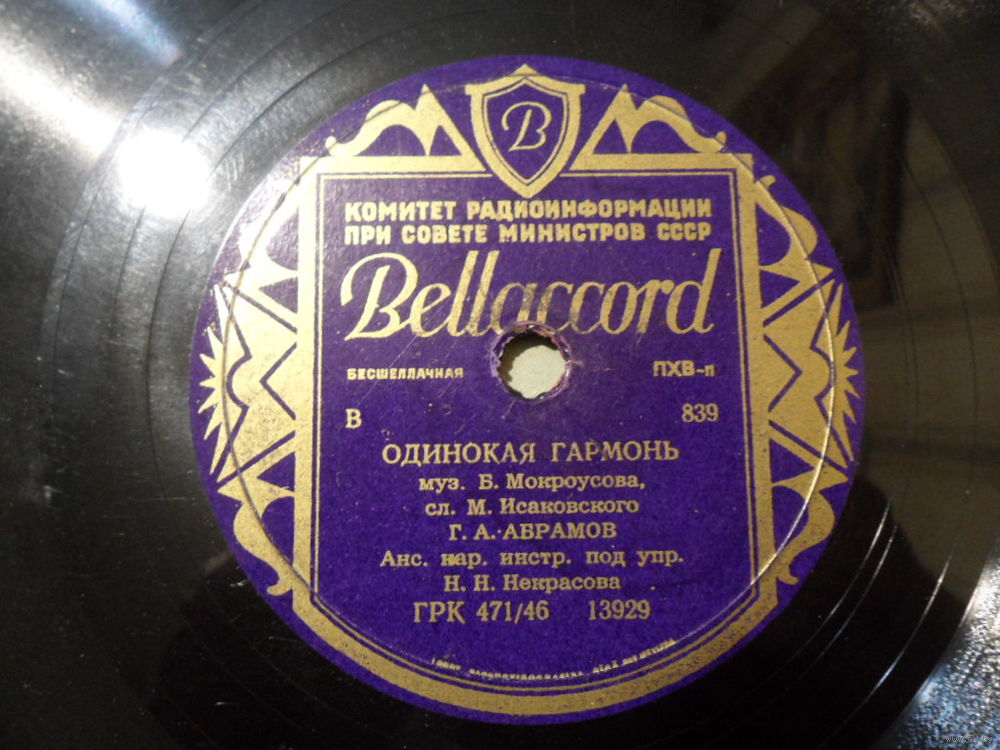 B
КОМИТЕТ РАДИОИНФОРМАЦИИ
ПРИ СОВЕТЕ МИНИСТРОВ СССР
Bellaccord
БЕСШЕЛЛАЧНАЯ ПХВ-п
В 839
ОДИНОКАЯ ГАРМОНЬ
муз. Б. Мокроусова,
сл. М. Исаковского
Г. А. АБРАМОВ
Анс. нар. инстр. под упр.
Н. Н. Некрасова
ГРК 471/46 13929